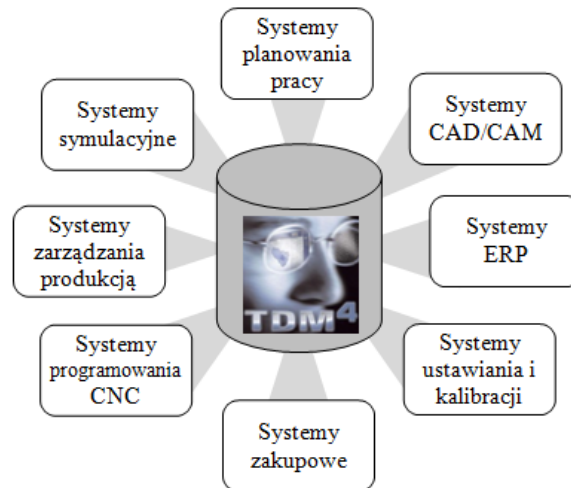 Systemy
planowania
pracy
Systemy
symulacyjne
Systemy
CAD/CAM
Systemy
zarządzania
produkcją
Systemy
ERP
TDM4
Systemy
programowania
CNC
Systemy
ustawiania i
kalibracji
Systemy
zakupowe